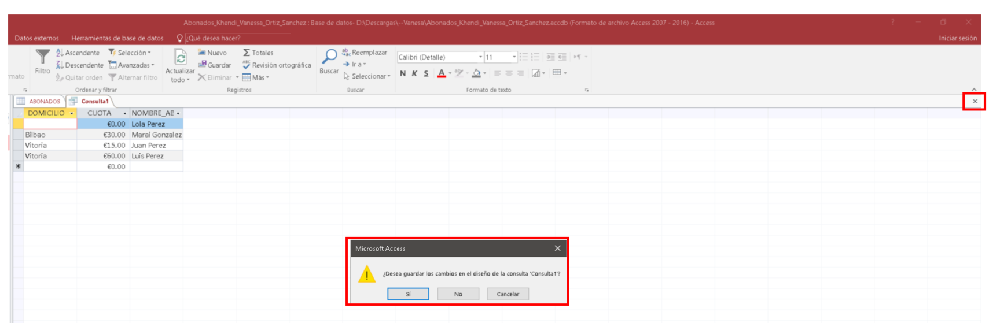 Abonados_Khendi_Vanessa_Ortiz_Sanchez : Base de datos- D:\Descargas\--Vanesa\Abonados_Khendi_Vanessa_Ortiz_Sanchez.accdb (Formato de archivo Access 2007 - 2016) - Access
Datos externos Herramientas de base de datos ¿Qué desea hacer? Iniciar sesión
Ascendente Selección Nuevo Totales Reemplazar
Calibri (Detalle) 11
Descendente Avanzadas Guardar Revisión ortográfica Ir a
Filtro Actualizar Buscar
rmato Quitar orden Alternar filtro todo Eliminar Más Seleccionar N K S A
Ordenar y filtrar Registros Buscar Formato de texto
ABONADOS Consulta1
DOMICILIO CUOTA NOMBRE_AE
€0.00 Lola Perez
Bilbao €30.00 Marai Gonzalez
Vitoria €15.00 Juan Perez
Vitoria €60.00 Luis Perez
€0.00
Microsoft Access
¿Desea guardar los cambios en el diseño de la consulta 'Consulta1'?
Sí No Cancelar